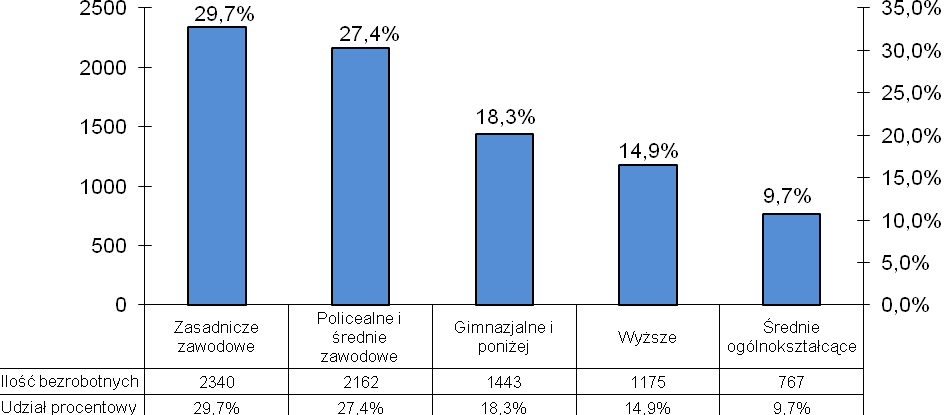 2500
2000
1500
1000
500
0
35,0%
30,0%
25,0%
20,0%
15,0%
10,0%
5,0%
0,0%
29,7%
27,4%
18,3%
14,9%
9,7%
Zasadnicze
zawodowe
Policealne i
średnie
zawodowe
Gimnazjalne i
poniżej
Wyższe
Średnie
ogólnokształcące
Ilość bezrobotnych 2340 2162 1443 1175 767
Udział procentowy 29,7% 27,4% 18,3% 14,9% 9,7%